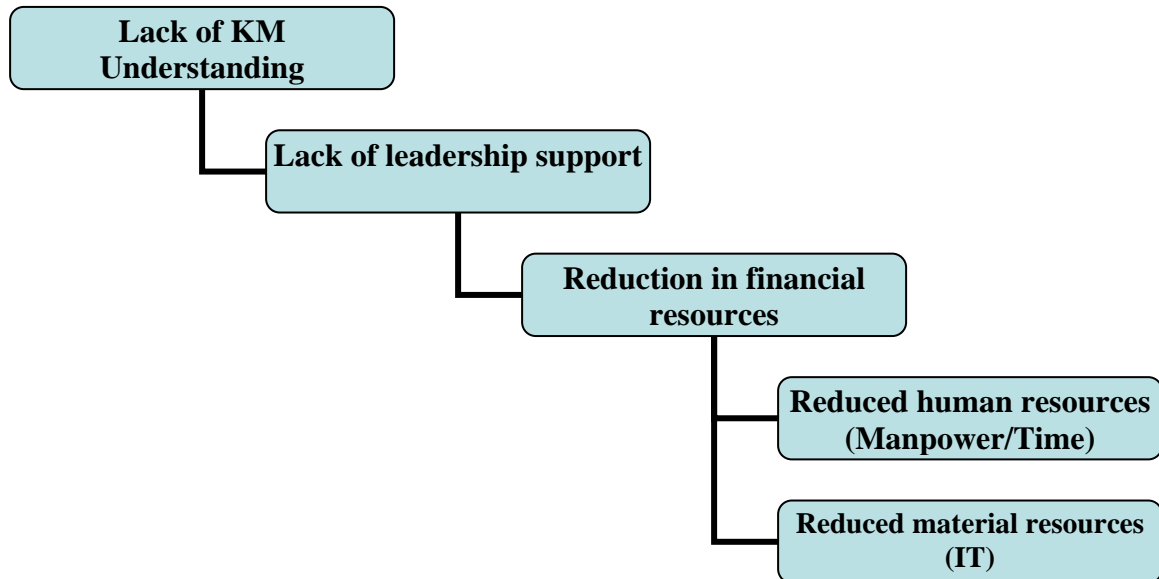 Lack of KM
Understanding
Lack of leadership support
Reduction in financial
resources
Reduced human resources
(Manpower/Time)
Reduced material resources
(IT)